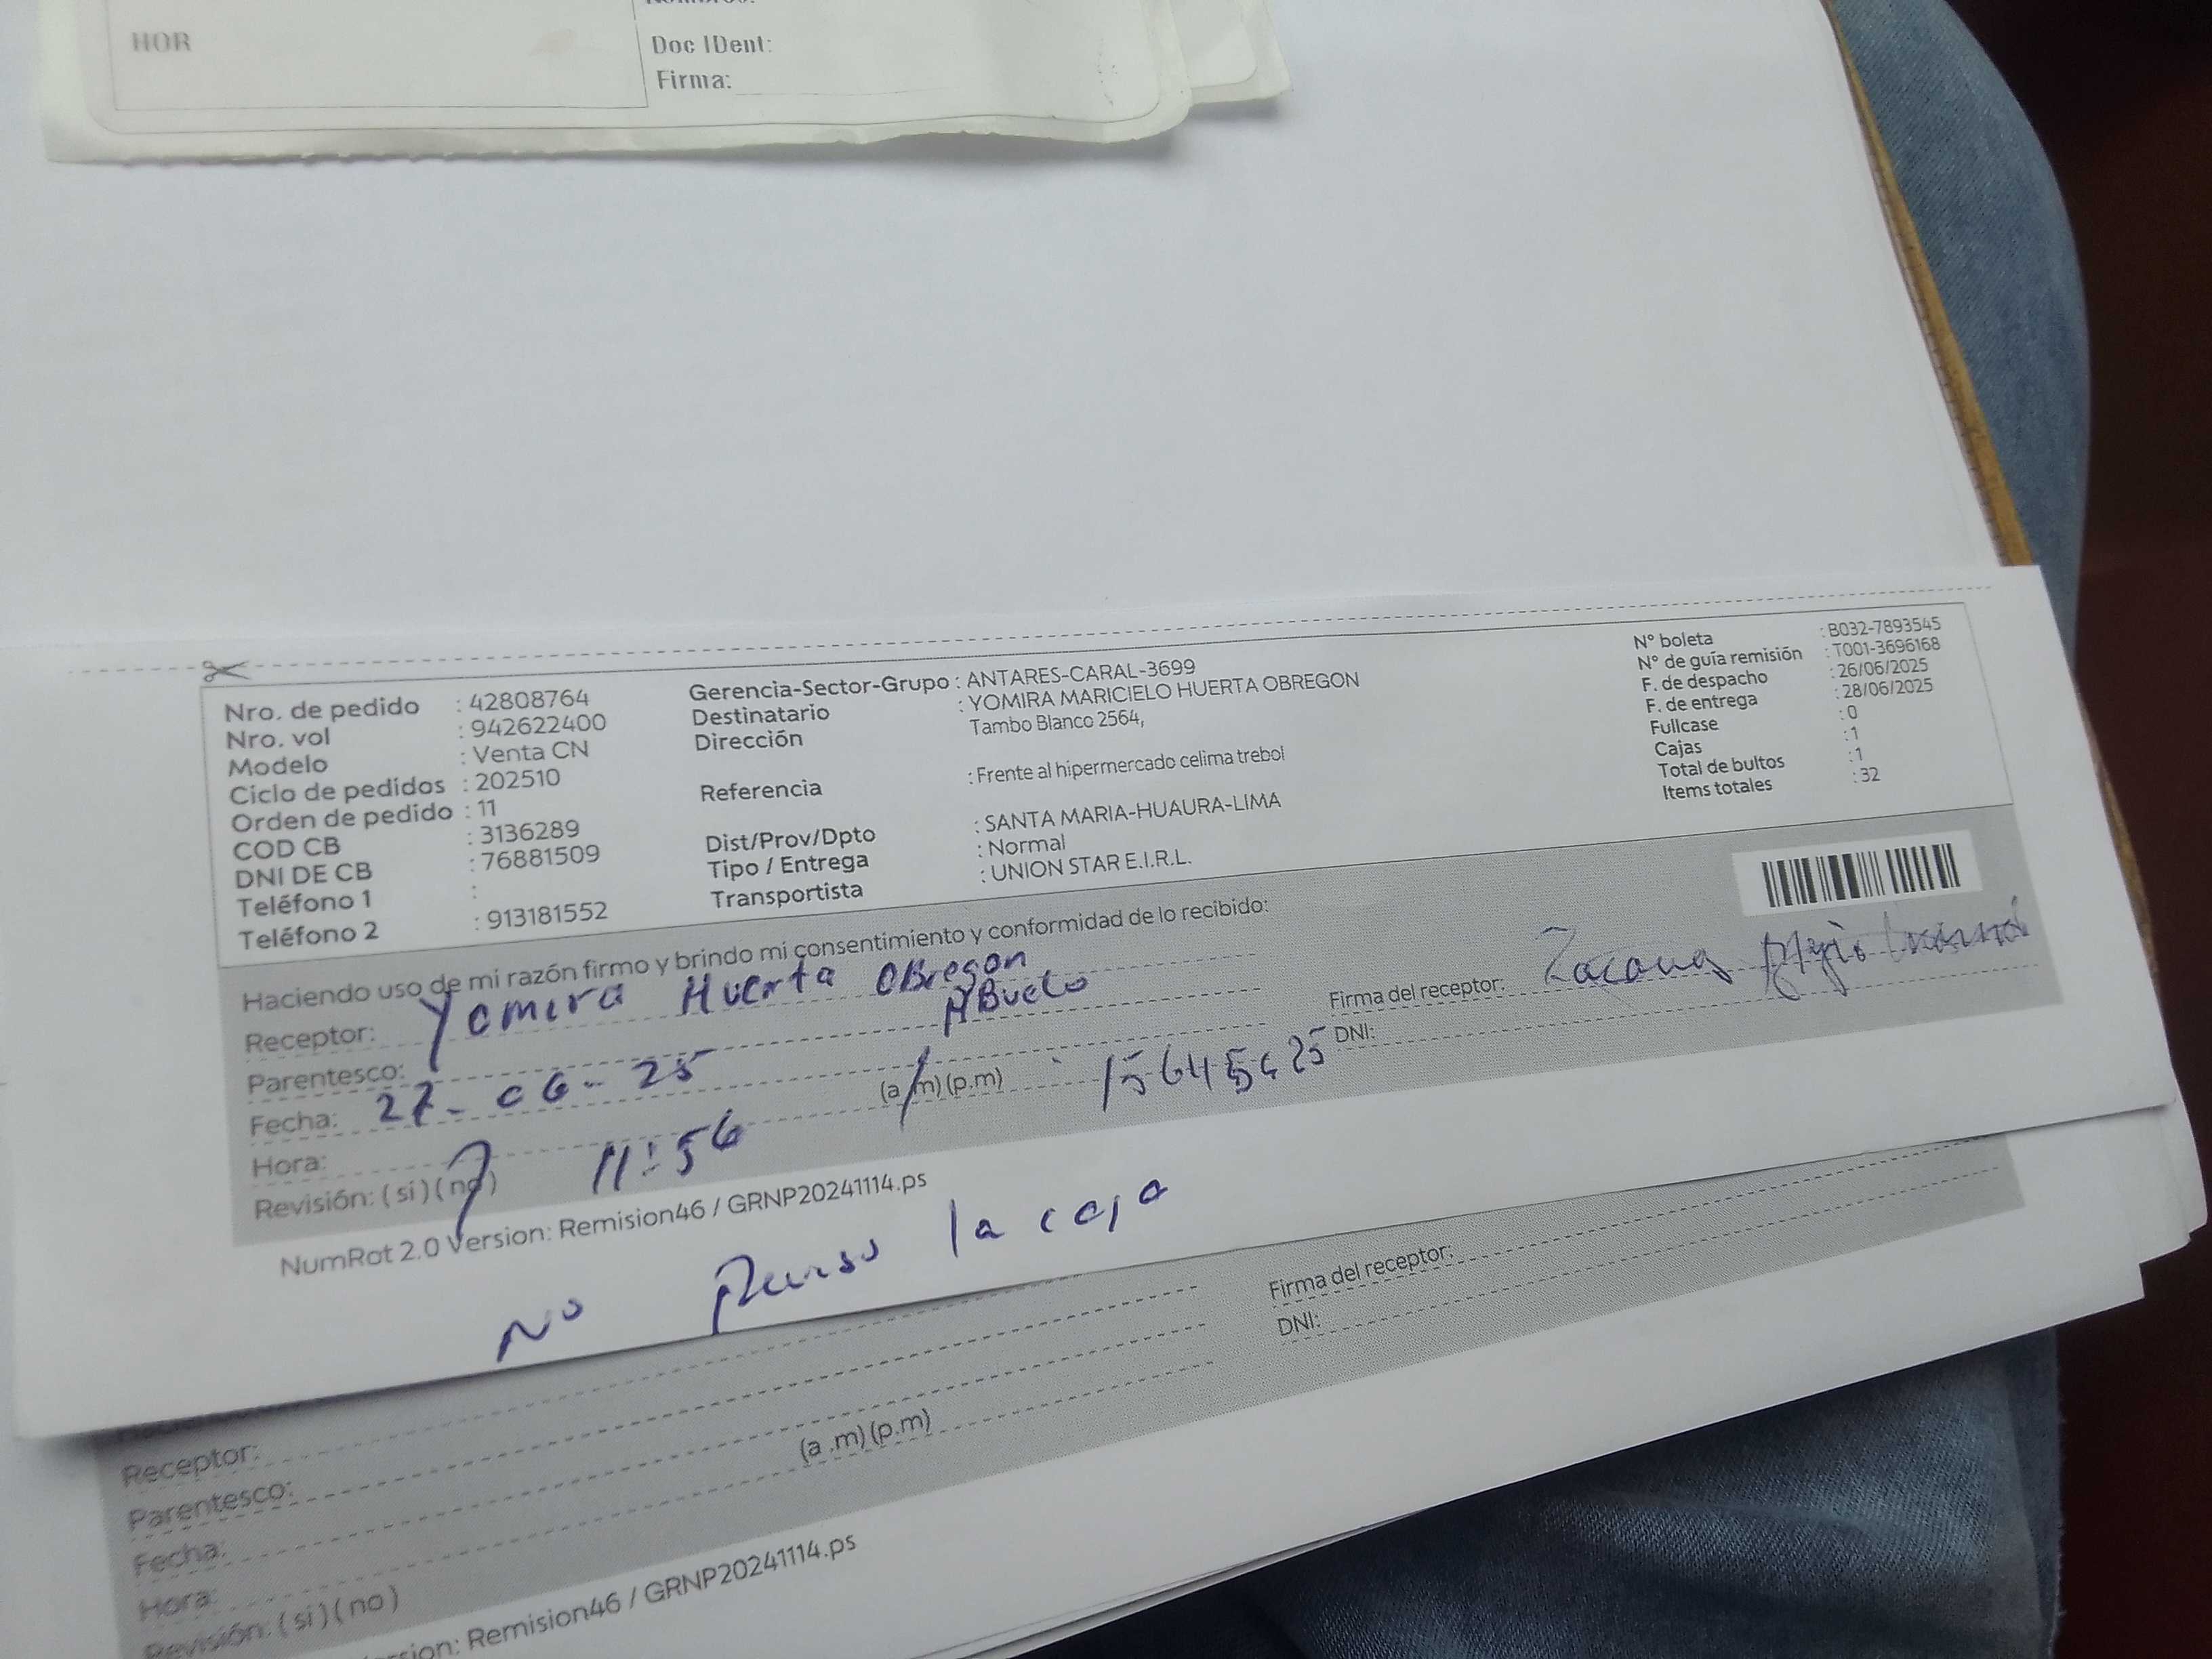 HOR
Doc IDent:
Firma:
Nro. de pedido : 42808764
Nro. vol : 942622400
Modelo : Venta CN
Ciclo de pedidos : 202510
Orden de pedido : 11
COD CB : 3136289
DNI DE CB : 76881509
Teléfono 1 :
Teléfono 2 : 913181552
Gerencia-Sector-Grupo : ANTARES-CARAL-3699
Destinatario : YOMIRA MARICIELO HUERTA OBREGON
Dirección Tambo Blanco 2564,
Referencia : Frente al hipermercado celima trebol
Dist/Prov/Dpto : SANTA MARIA-HUAURA-LIMA
Tipo / Entrega : Normal
Transportista : UNION STAR E.I.R.L.
N° boleta : B032-7893545
N° de guía remisión : T001-3696168
F. de despacho : 26/06/2025
F. de entrega : 28/06/2025
Fullcase : 0
Cajas : 1
Total de bultos : 1
Items totales : 32
Haciendo uso de mi razón firmo y brindo mi consentimiento y conformidad de lo recibido:
Receptor: Yomira Huerta OBregon
Parentesco: ABuelo
Fecha: 27-06-25 (a.m)(p.m)
Hora: 11:56
Revisión: (si)(no)
Firma del receptor:
DNI:
NumRot 2.0 Version: Remision46 / GRNP20241114.ps
No la caja
Firma del receptor:
DNI:
Receptor:
Parentesco:
Fecha: (a.m)(p.m)
Hora:
Revisión: (si)(no)
Remision46 / GRNP20241114.ps